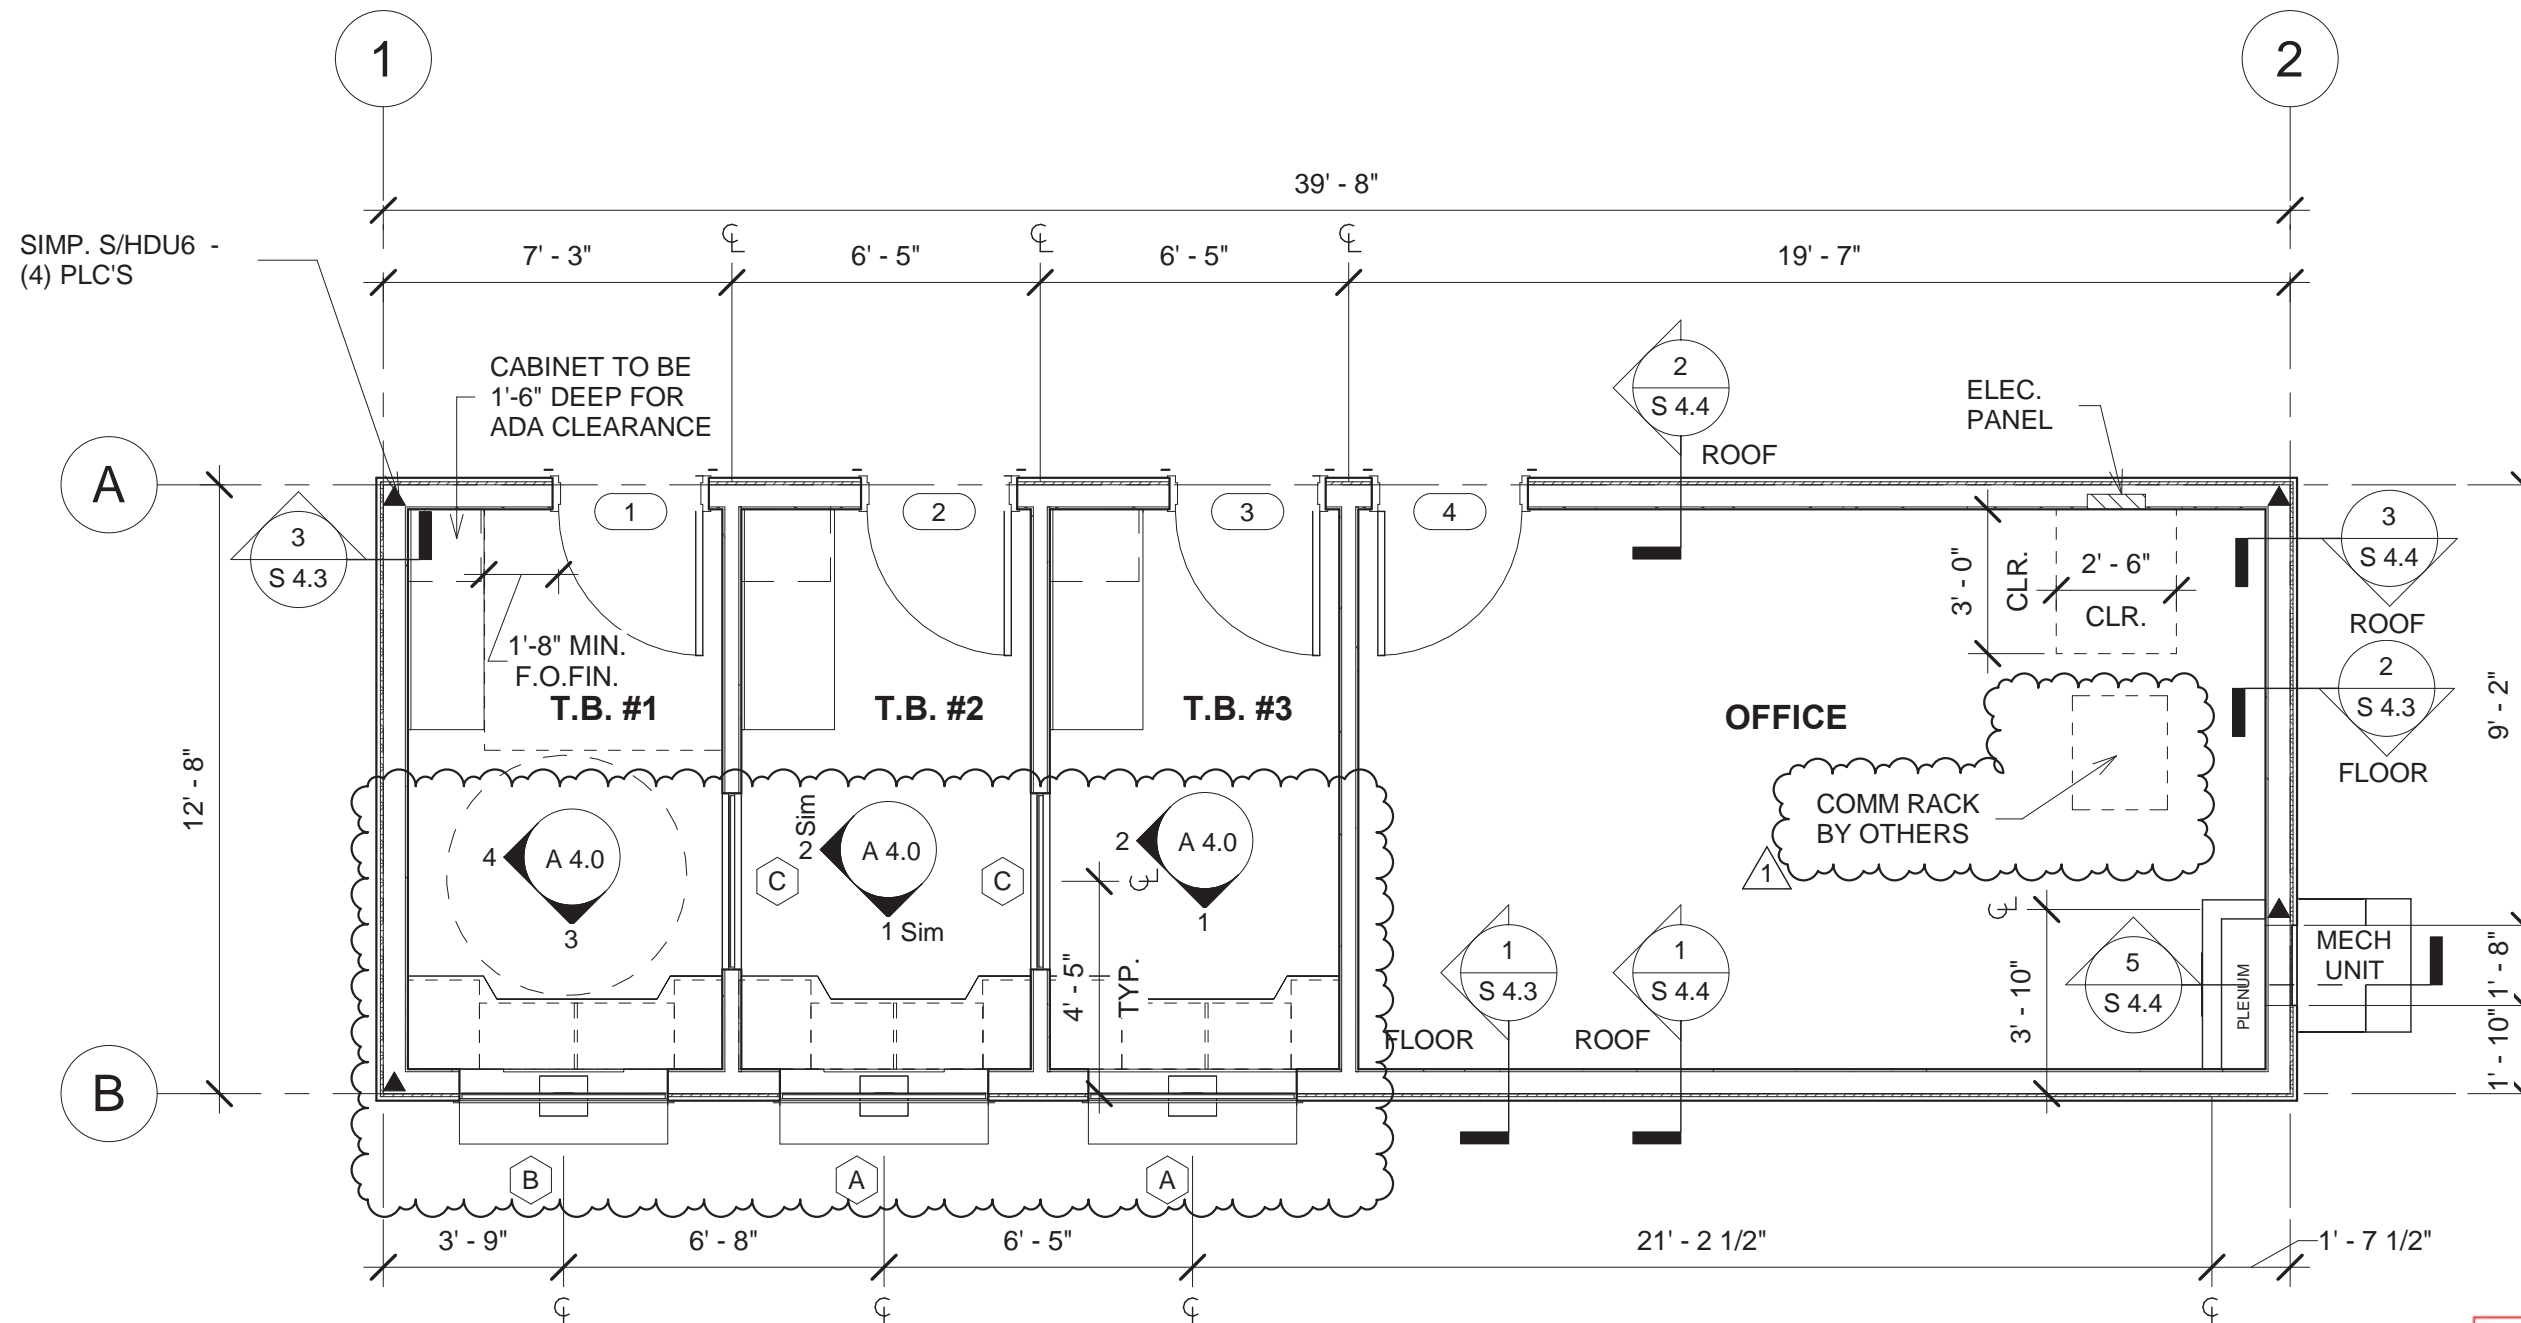 1
2
39' - 8"
SIMP. S/HDU6 -
(4) PLC'S
7' - 3"
℄
6' - 5"
℄
6' - 5"
℄
19' - 7"
CABINET TO BE
1'-6" DEEP FOR
ADA CLEARANCE
2
S 4.4
ROOF
ELEC.
PANEL
A
3
S 4.3
1
2
3
4
3
S 4.4
ROOF
3' - 0"
CLR.
2' - 6"
CLR.
1'-8" MIN.
F.O.FIN.
T.B. #1
T.B. #2
T.B. #3
OFFICE
2
S 4.3
FLOOR
9' - 2"
12' - 8"
COMM RACK
BY OTHERS
1
4
A 4.0
3
C
2 Sim
A 4.0
1 Sim
C
2
A 4.0
1
℄
4' - 5"
TYP.
1
S 4.3
FLOOR
1
S 4.4
ROOF
℄
3' - 10"
5
S 4.4
PLENUM
MECH
UNIT
1' - 8"
1' - 10"
B
B
A
A
3' - 9"
6' - 8"
6' - 5"
21' - 2 1/2"
1' - 7 1/2"
℄
℄
℄
℄